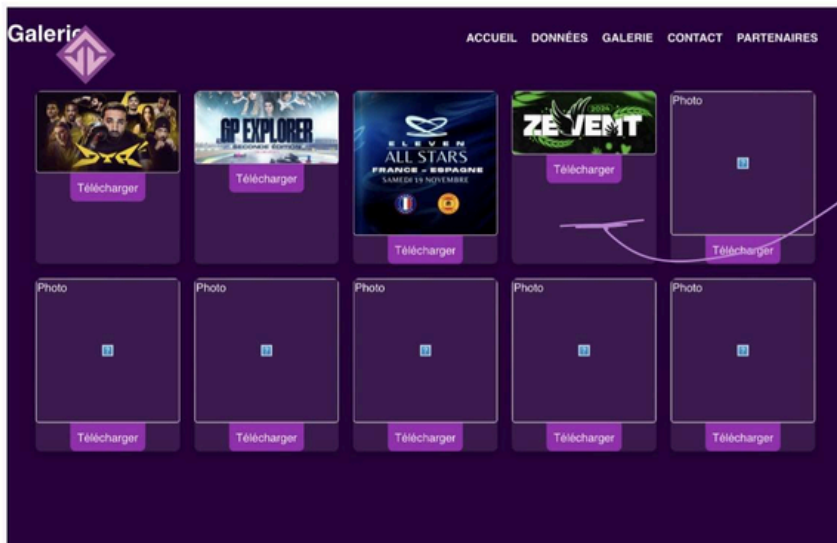 Galerie
ACCUEIL DONNÉES GALERIE CONTACT PARTENAIRES
GP EXPLORER
SECONDE ÉDITION
ELEVEN
ALL STARS
FRANCE - ESPAGNE
SAMEDI 19 NOVEMBRE
2024
ZEVENT
Photo
Télécharger
Télécharger
Télécharger
Télécharger
Télécharger
Photo
Photo
Photo
Photo
Photo
Télécharger
Télécharger
Télécharger
Télécharger
Télécharger